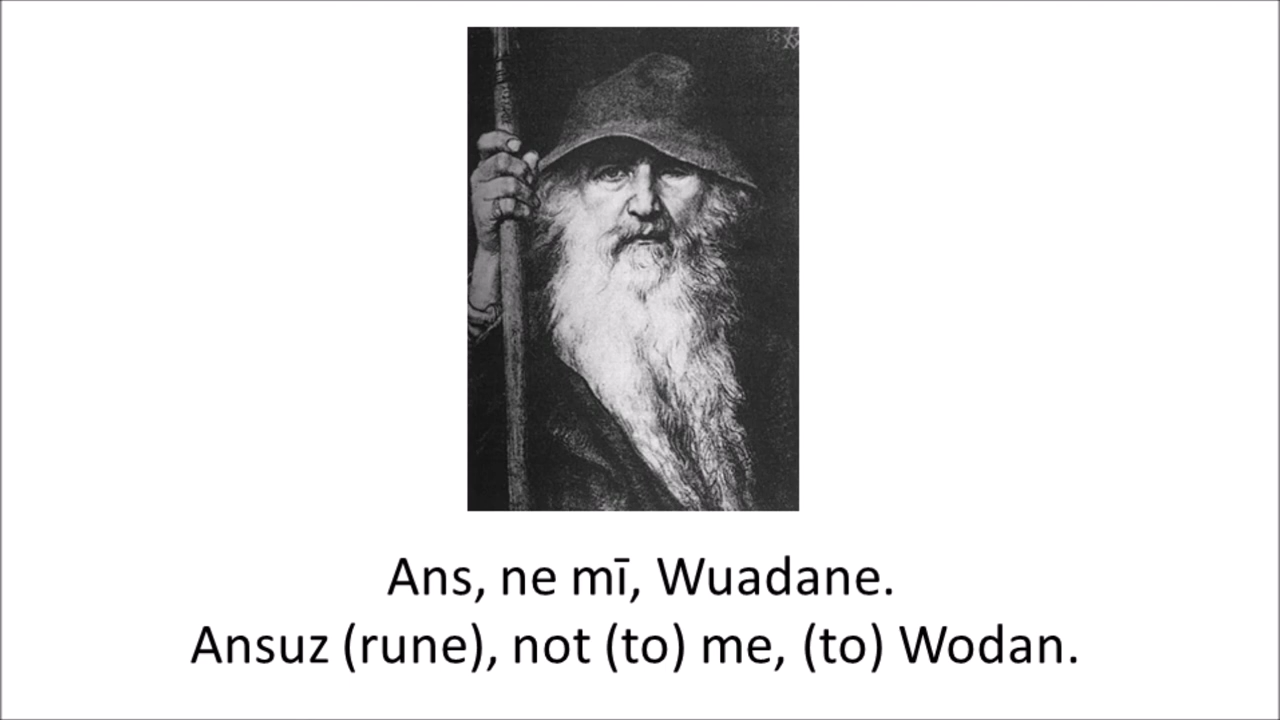 Ans, ne mī, Wuadane.
Ansuz (rune), not (to) me, (to) Wodan.